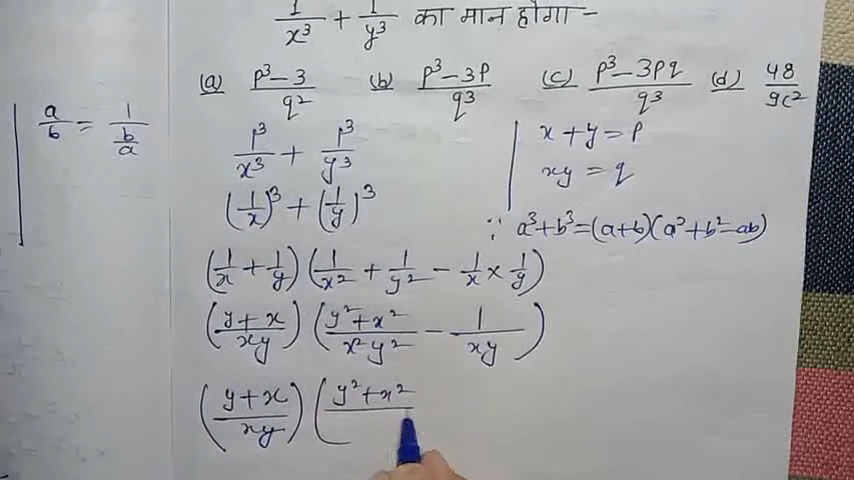 1/x³ + 1/y³ का मान होगा -
(a) P³-3/q² (b) P³-3P/q³ (c) P³-3Pq/q³ (d) 48/9c²
a/b = 1/(b/a)
1³/x³ + 1³/y³
(1/x)³ + (1/y)³
x + y = P
xy = q
∵ a³+b³=(a+b)(a²+b²-ab)
(1/x + 1/y)(1/x² + 1/y² - 1/x × 1/y)
(y+x/xy)(y²+x²/x²y² - 1/xy)
(y+x/xy)(y²+x²